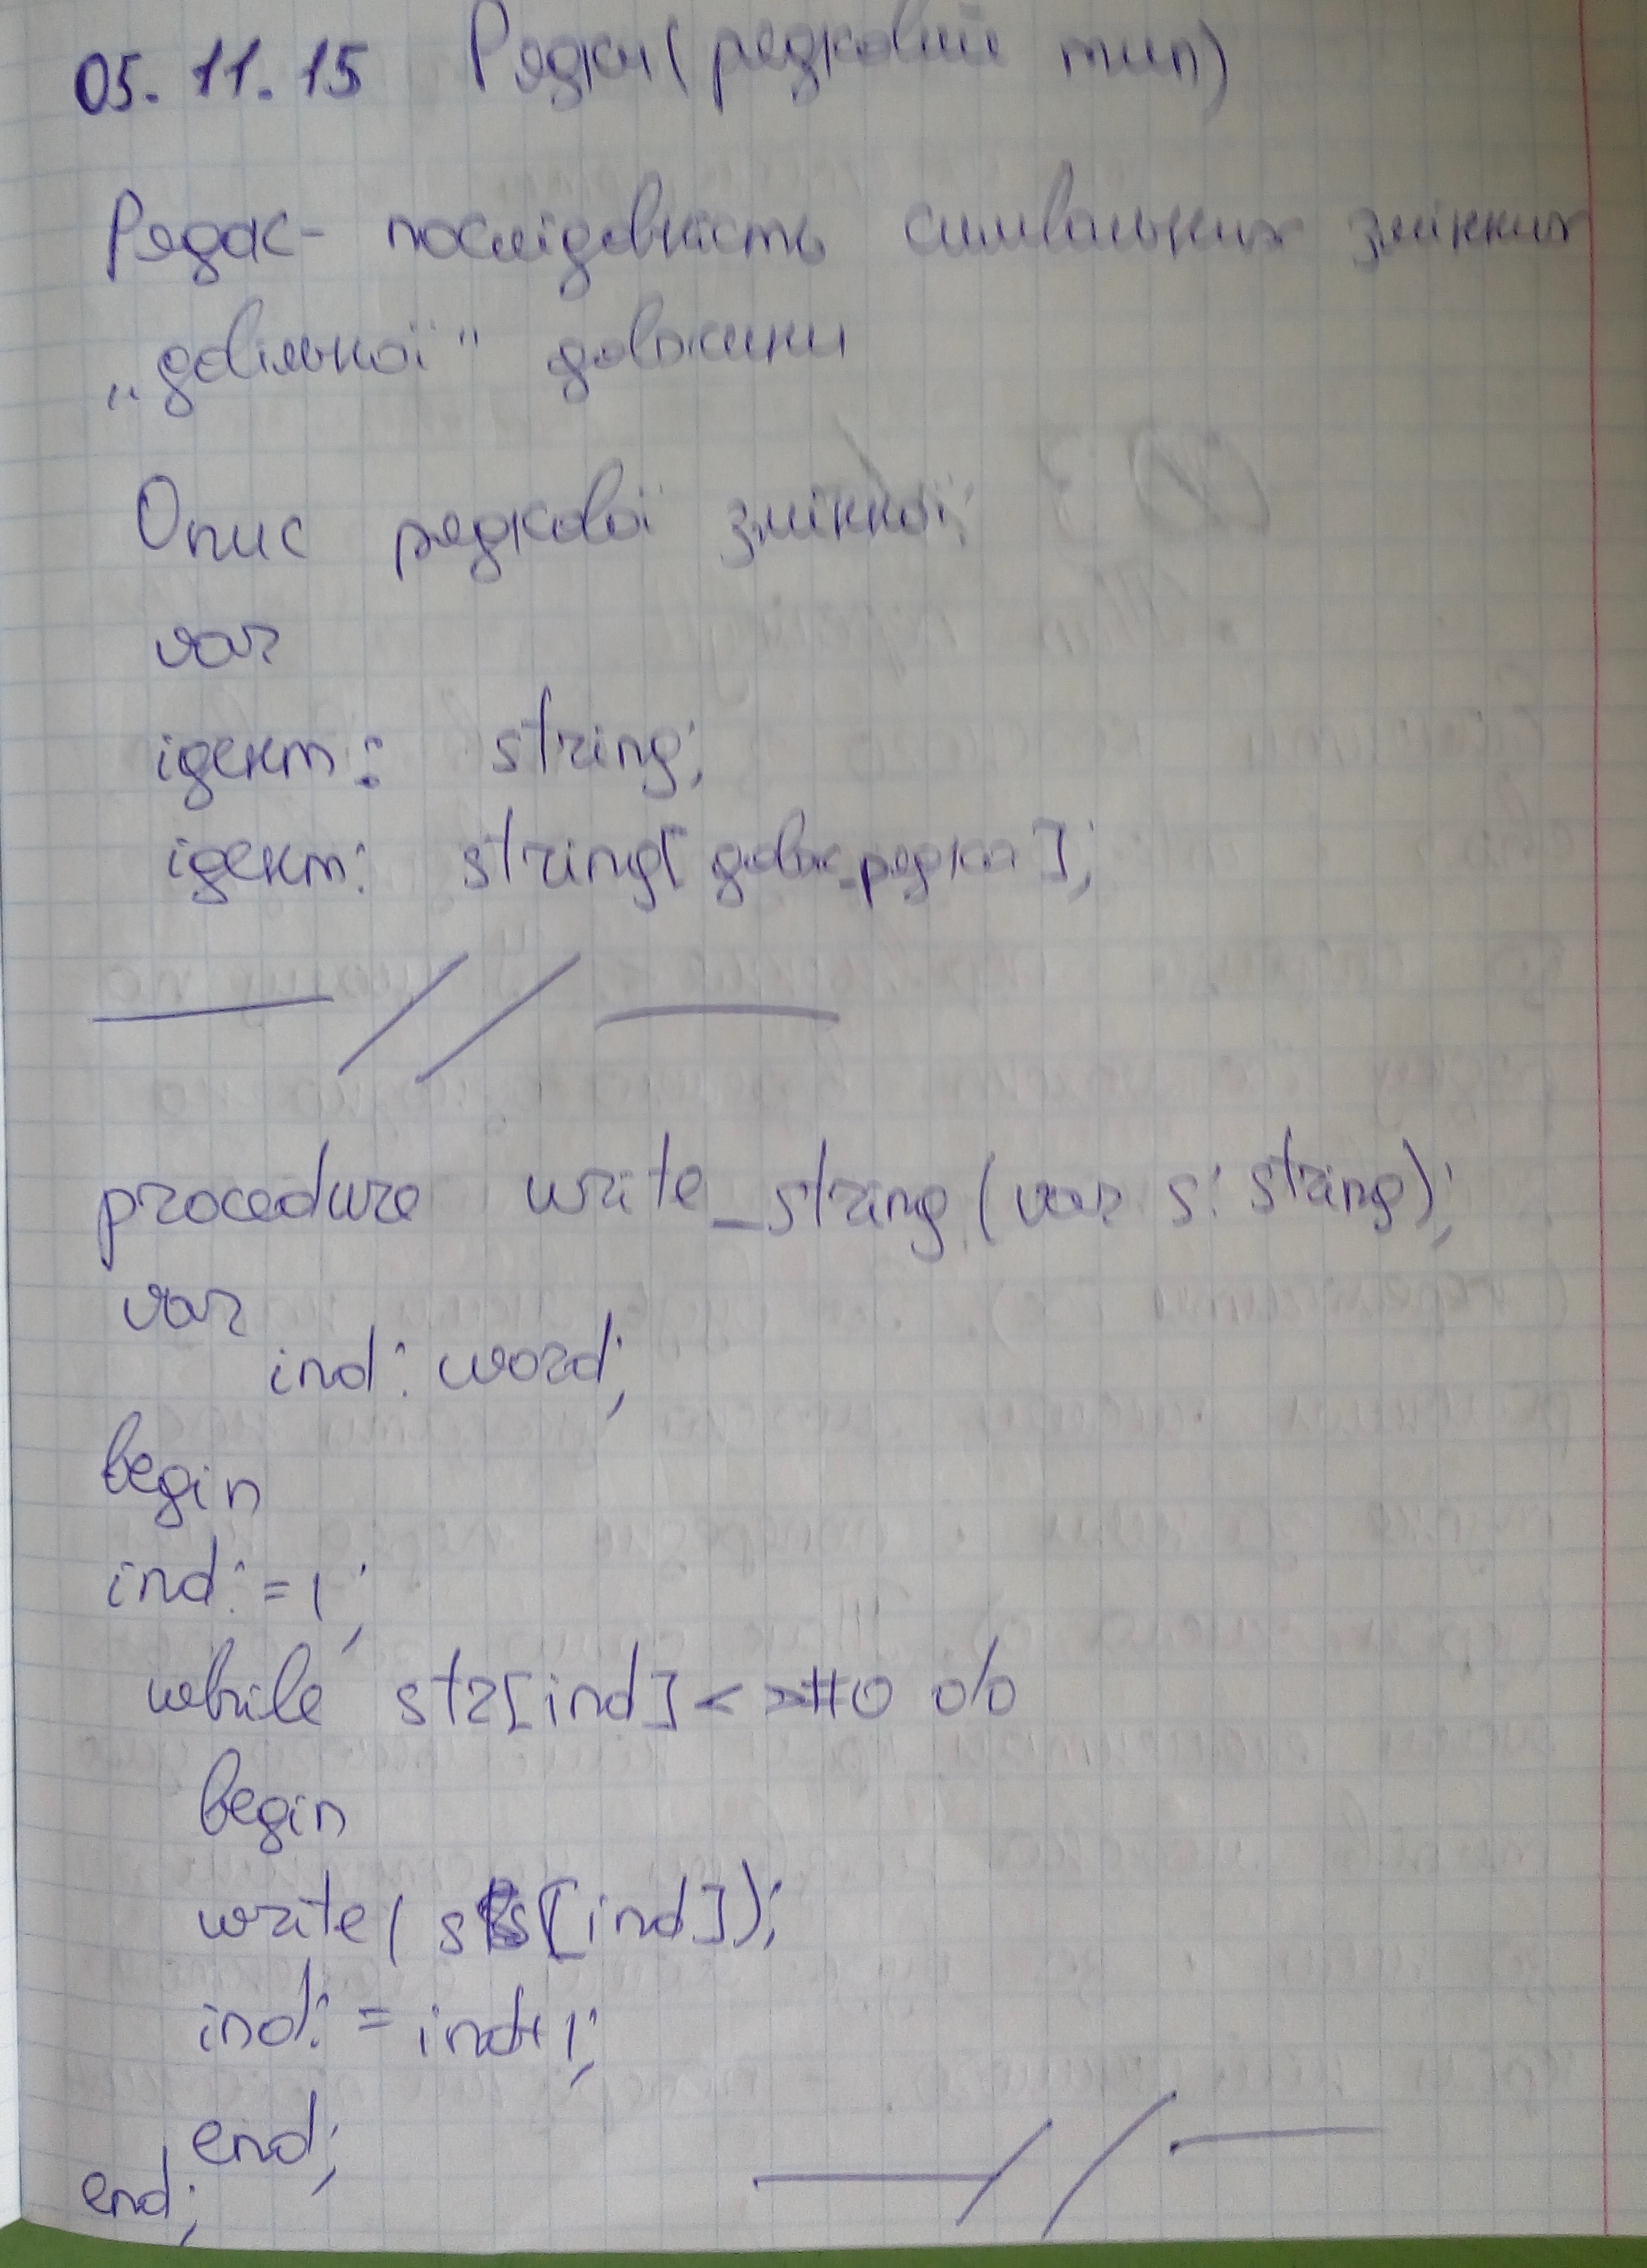 05.11.15 Рядки (рядковий тип)
Рядок - послідовність символьних змінних
„довільної" довжини
Опис рядкової змінної:
var
ідент: string;
ідент: string[довж_рядка];
procedure write_string(var s: string);
var
ind: word;
begin
ind:=1;
while str[ind]<>#0 do
begin
write(s[ind]);
ind:=ind+1;
end;
end;